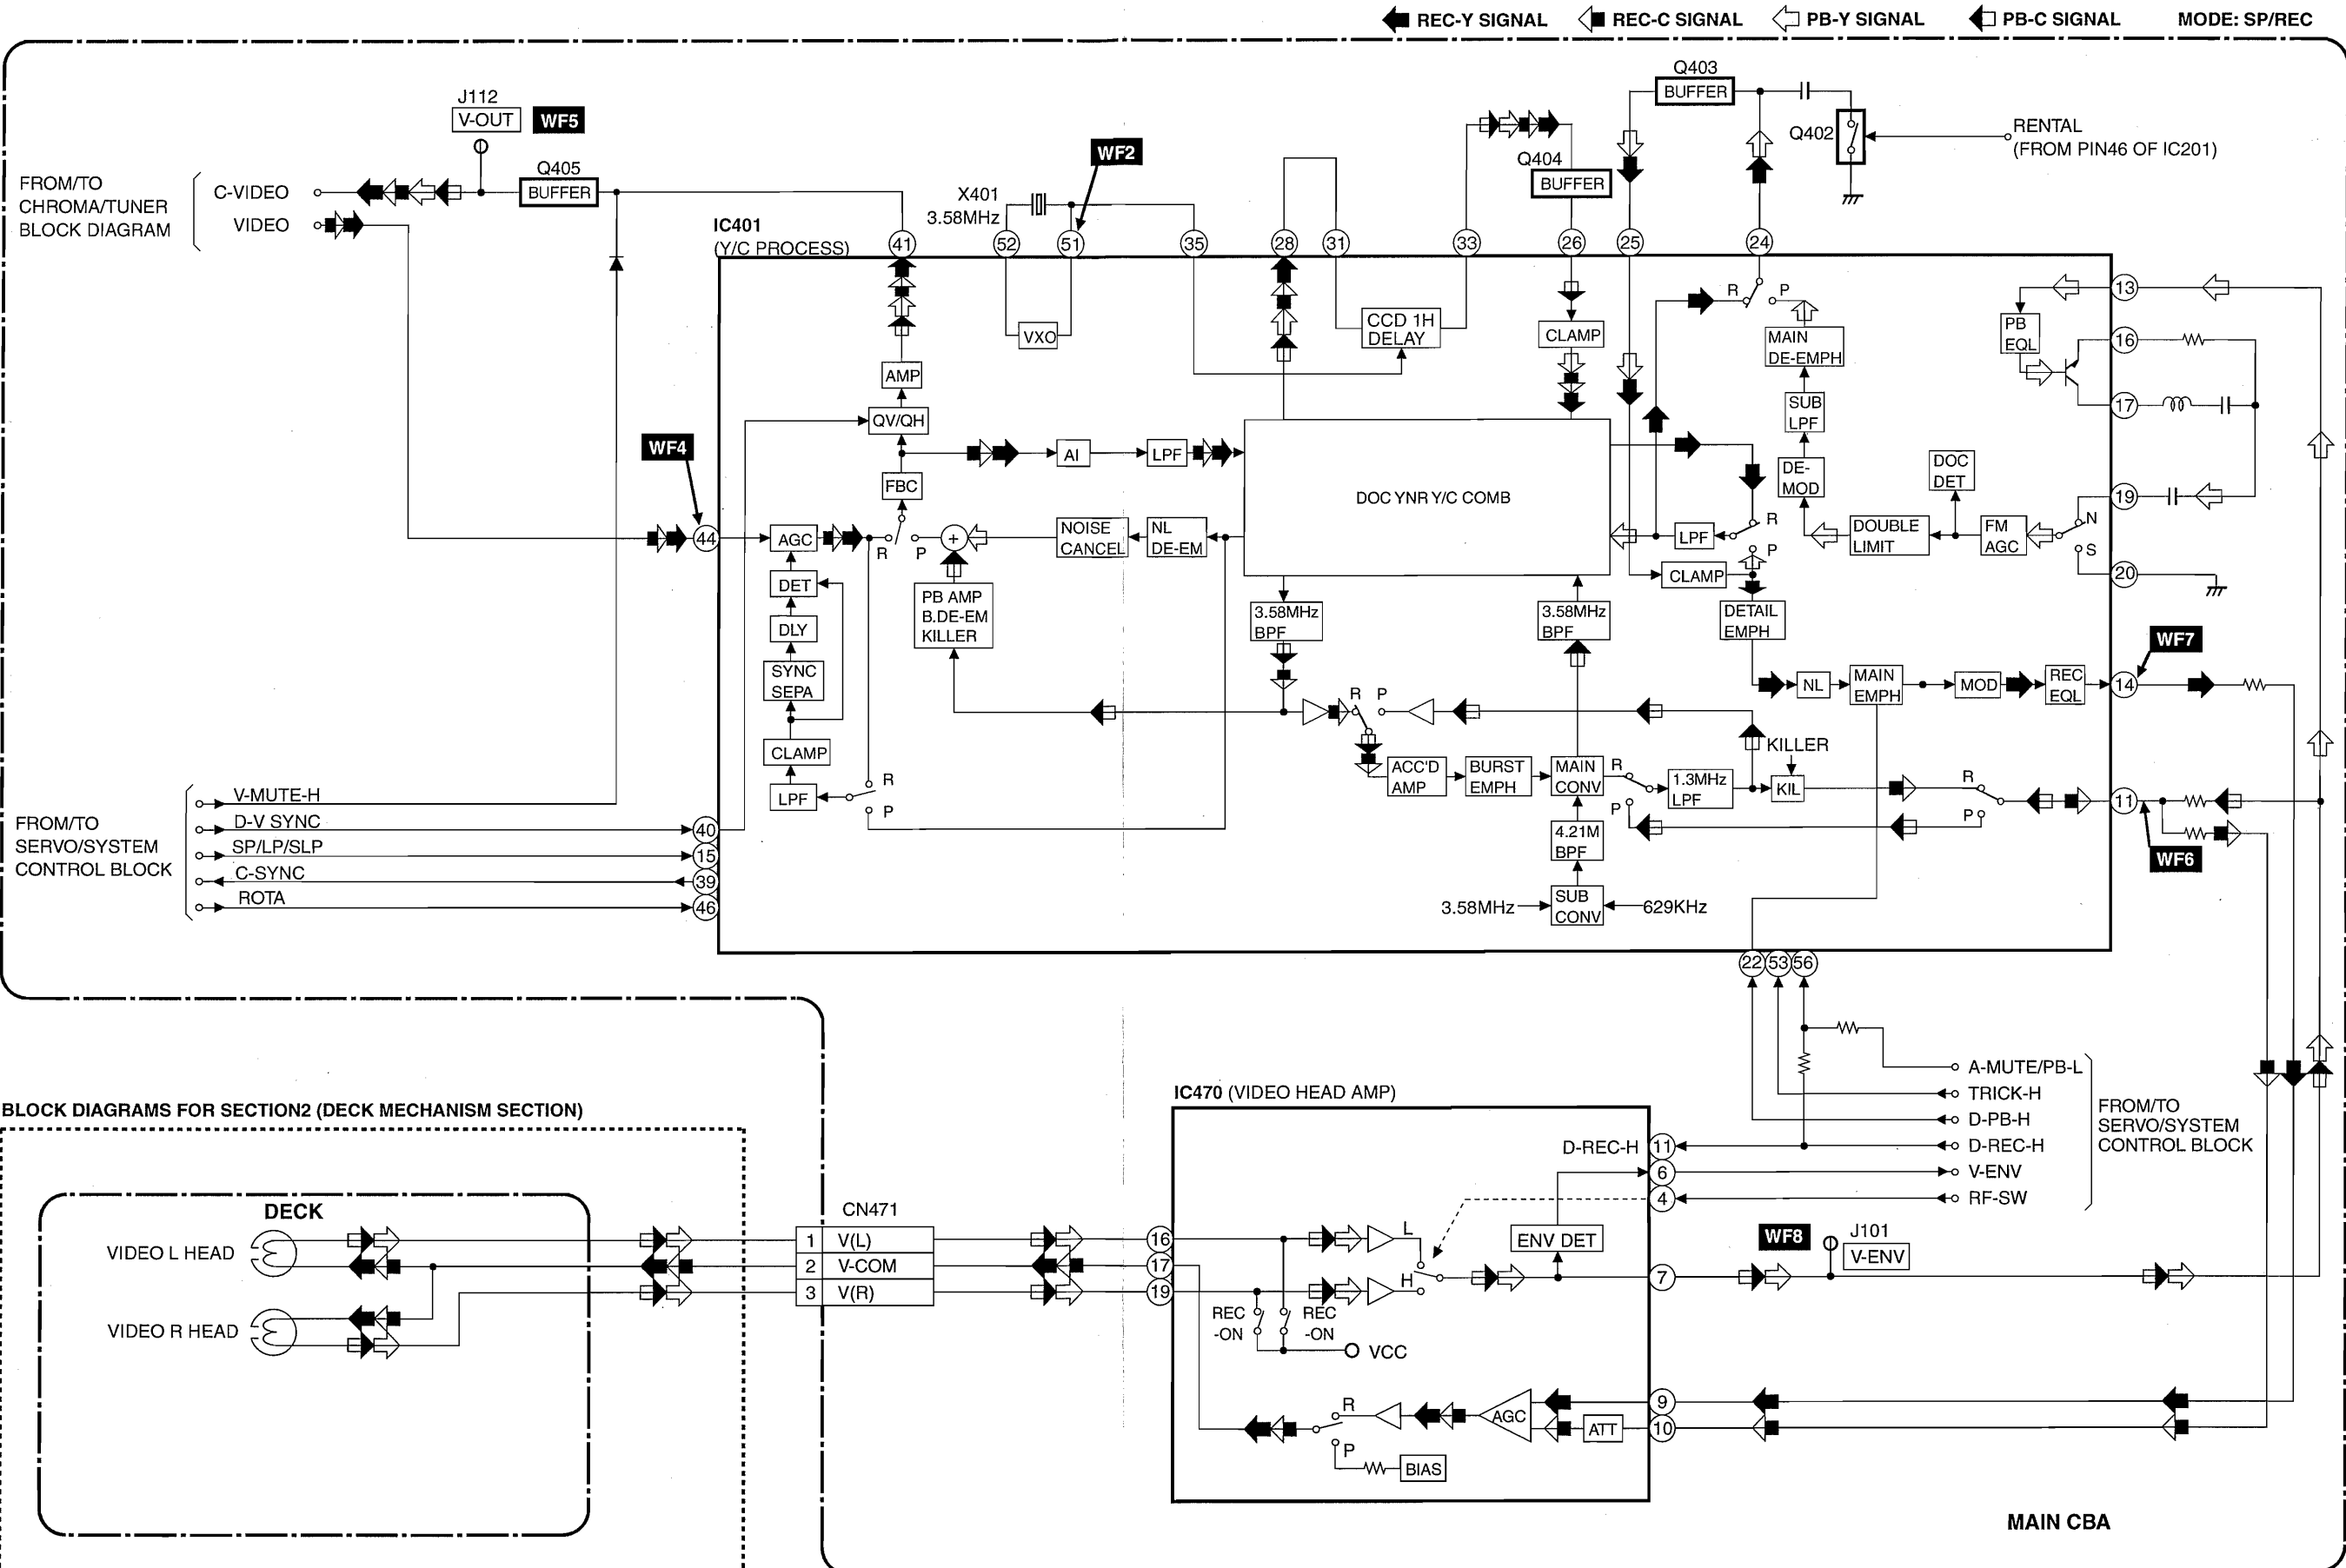 REC-Y SIGNAL REC-C SIGNAL PB-Y SIGNAL PB-C SIGNAL MODE: SP/REC
J112
V-OUT
WF5
FROM/TO
CHROMA/TUNER
BLOCK DIAGRAM
C-VIDEO
VIDEO
Q405
BUFFER
WF2
X401
3.58MHz
Q404
BUFFER
Q403
BUFFER
Q402
RENTAL
(FROM PIN46 OF IC201)
IC401
(Y/C PROCESS)
41
52
51
35
28
31
33
26
25
24
VXO
CCD 1H
DELAY
CLAMP
R
P
MAIN
DE-EMPH
SUB
LPF
DE-
MOD
PB
EQL
13
16
17
19
20
AMP
QV/QH
FBC
AI
LPF
DOC YNR Y/C COMB
DOC
DET
DOUBLE
LIMIT
FM
AGC
N
S
WF4
44
AGC
R
P
+
NOISE
CANCEL
NL
DE-EM
LPF
R
P
CLAMP
DET
DLY
SYNC
SEPA
CLAMP
LPF
R
P
PB AMP
B.DE-EM
KILLER
3.58MHz
BPF
3.58MHz
BPF
DETAIL
EMPH
NL
MAIN
EMPH
MOD
REC
EQL
14
WF7
R
P
ACC'D
AMP
BURST
EMPH
MAIN
CONV
R
P
1.3MHz
LPF
KILLER
KIL
R
P
11
WF6
4.21M
BPF
3.58MHz
SUB
CONV
629KHz
FROM/TO
SERVO/SYSTEM
CONTROL BLOCK
V-MUTE-H
D-V SYNC
SP/LP/SLP
C-SYNC
ROTA
40
15
39
46
22
53
56
A-MUTE/PB-L
TRICK-H
D-PB-H
D-REC-H
V-ENV
RF-SW
FROM/TO
SERVO/SYSTEM
CONTROL BLOCK
BLOCK DIAGRAMS FOR SECTION2 (DECK MECHANISM SECTION)
DECK
VIDEO L HEAD
VIDEO R HEAD
CN471
1 V(L)
2 V-COM
3 V(R)
IC470 (VIDEO HEAD AMP)
16
17
19
D-REC-H
11
6
4
7
9
10
L
H
ENV DET
REC
-ON
REC
-ON
VCC
R
P
AGC
ATT
BIAS
WF8
J101
V-ENV
MAIN CBA